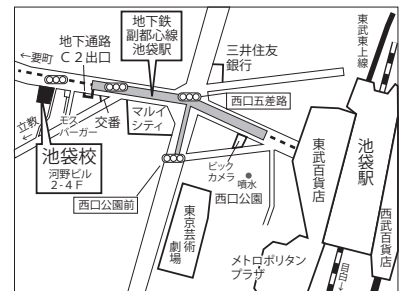 ←要町
地下通路
C2出口
地下鉄
副都心線
池袋駅
三井住友
銀行
東武東上線
西口五差路
立教
←
モス
バーガー
交番
マルイ
シティ
池袋校
河野ビル
2-4F
ビック
カメラ
噴水
西口公園
西口公園前
東京芸術
劇場
東武百貨店
池袋駅
西武百貨店
メトロポリタン
プラザ
目白→